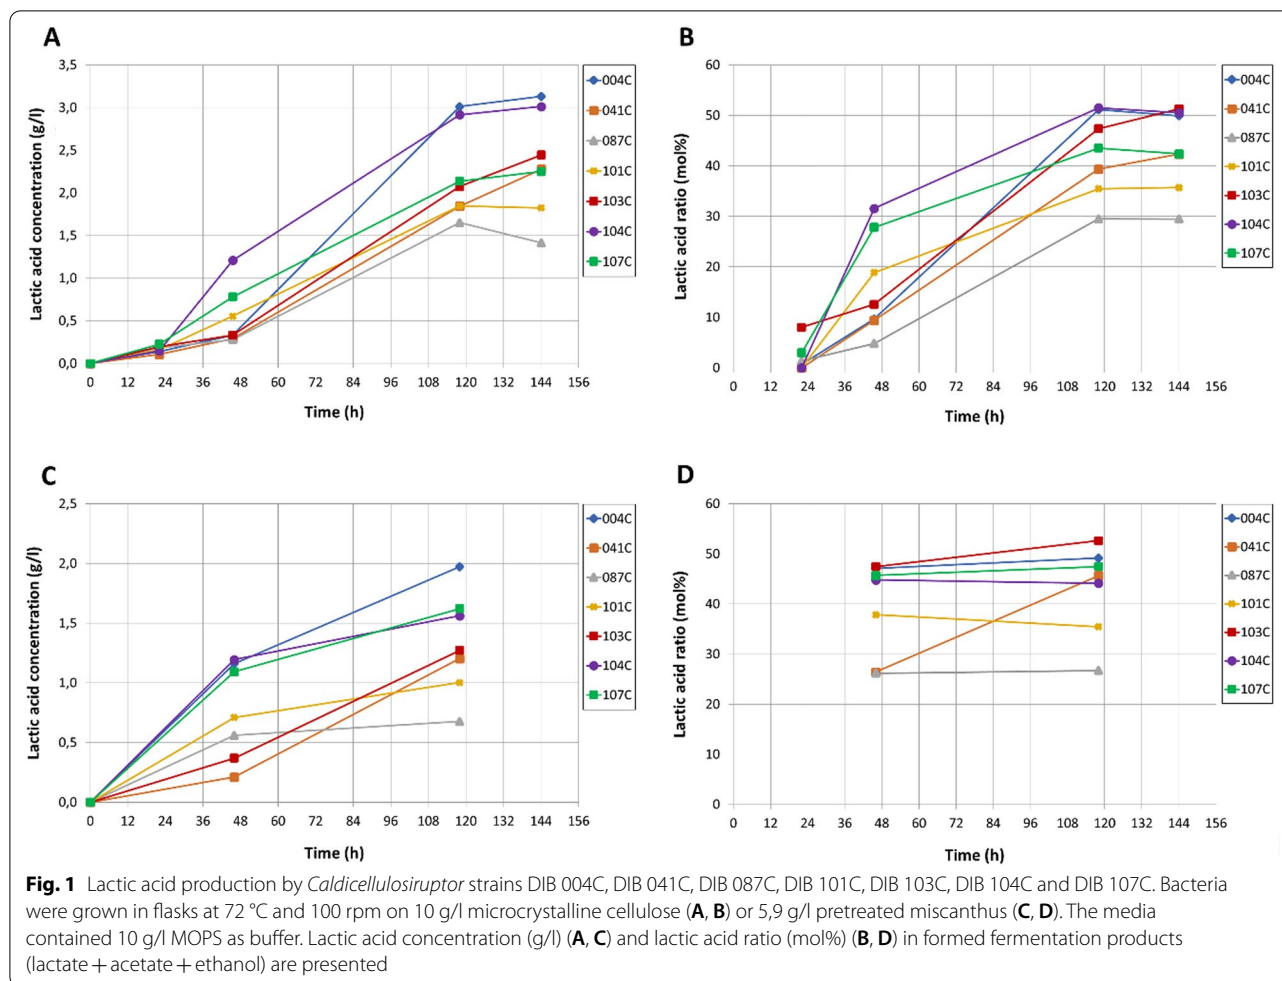 A
Lactic acid concentration (g/l)
3,5
3,0
2,5
2,0
1,5
1,0
0,5
0,0
0 12 24 36 48 60 72 84 96 108 120 132 144 156
Time (h)
004C
041C
087C
101C
103C
104C
107C
B
Lactic acid ratio (mol%)
60
50
40
30
20
10
0
0 12 24 36 48 60 72 84 96 108 120 132 144 156
Time (h)
004C
041C
087C
101C
103C
104C
107C
C
Lactic acid concentration (g/l)
2,5
2,0
1,5
1,0
0,5
0,0
0 12 24 36 48 60 72 84 96 108 120 132 144 156
Time (h)
004C
041C
087C
101C
103C
104C
107C
D
Lactic acid ratio (mol%)
60
50
40
30
20
10
0
0 12 24 36 48 60 72 84 96 108 120 132 144 156
Time (h)
004C
041C
087C
101C
103C
104C
107C
Fig. 1 Lactic acid production by Caldicellulosiruptor strains DIB 004C, DIB 041C, DIB 087C, DIB 101C, DIB 103C, DIB 104C and DIB 107C. Bacteria
were grown in flasks at 72 °C and 100 rpm on 10 g/l microcrystalline cellulose (A, B) or 5,9 g/l pretreated miscanthus (C, D). The media
contained 10 g/l MOPS as buffer. Lactic acid concentration (g/l) (A, C) and lactic acid ratio (mol%) (B, D) in formed fermentation products
(lactate + acetate + ethanol) are presented